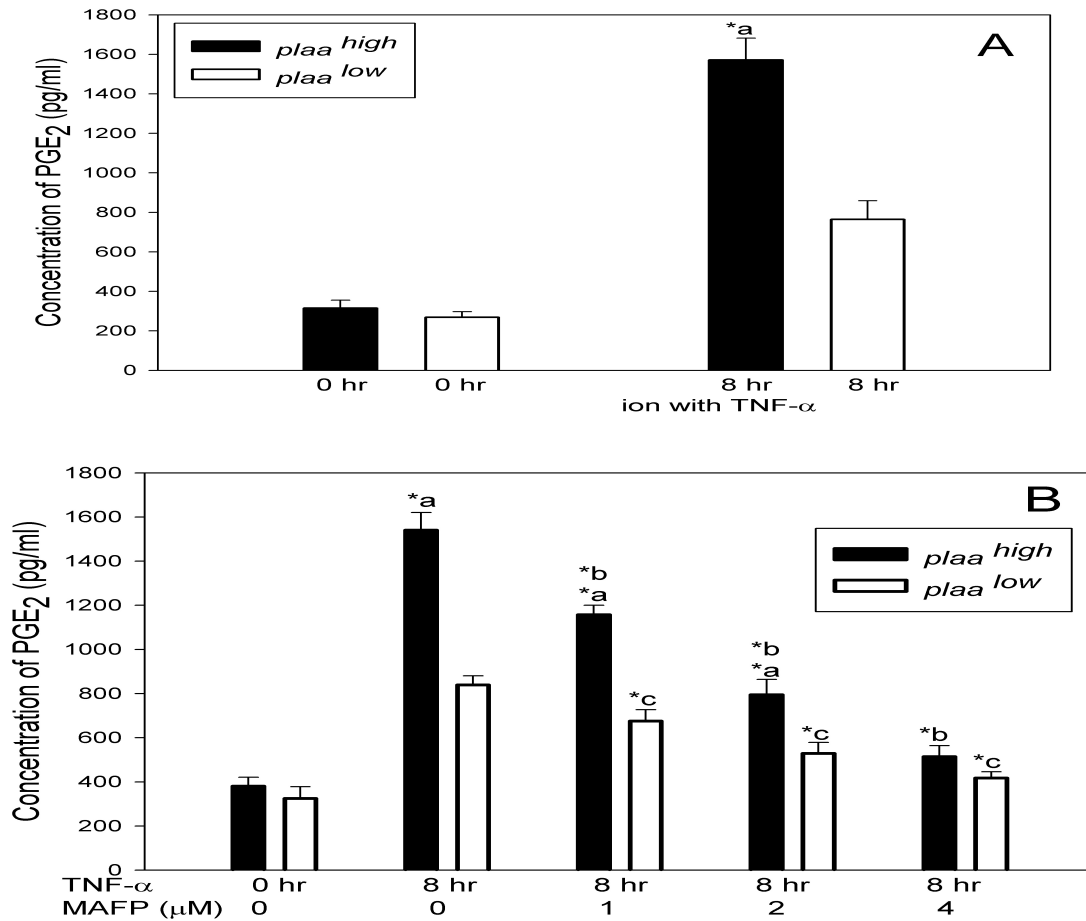 1800
1600
1400
1200
1000
800
600
400
200
0
Concentration of PGE2 (pg/ml)
plaa high
plaa low
A
*a
0 hr 0 hr 8 hr 8 hr
ion with TNF-α
1800
1600
1400
1200
1000
800
600
400
200
0
Concentration of PGE2 (pg/ml)
B
plaa high
plaa low
*a
*b
*a
*c
*b
*a
*c
*b
*c
TNF-α 0 hr 8 hr 8 hr 8 hr 8 hr
MAFP (μM) 0 0 1 2 4